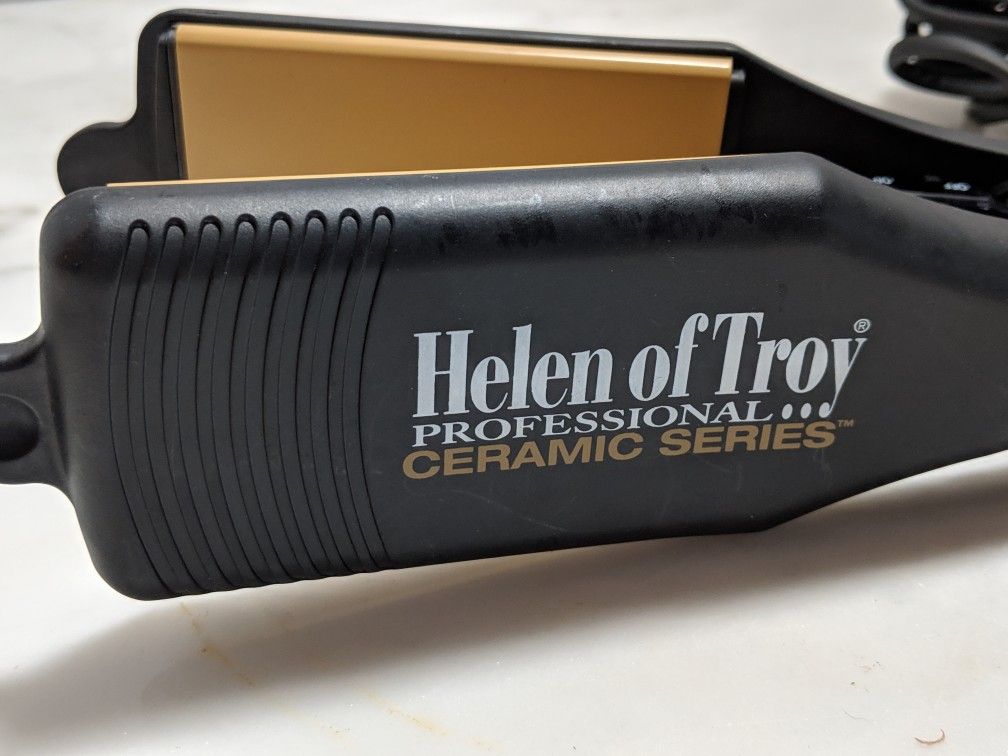 Helen of Troy®
PROFESSIONAL...
CERAMIC SERIES™